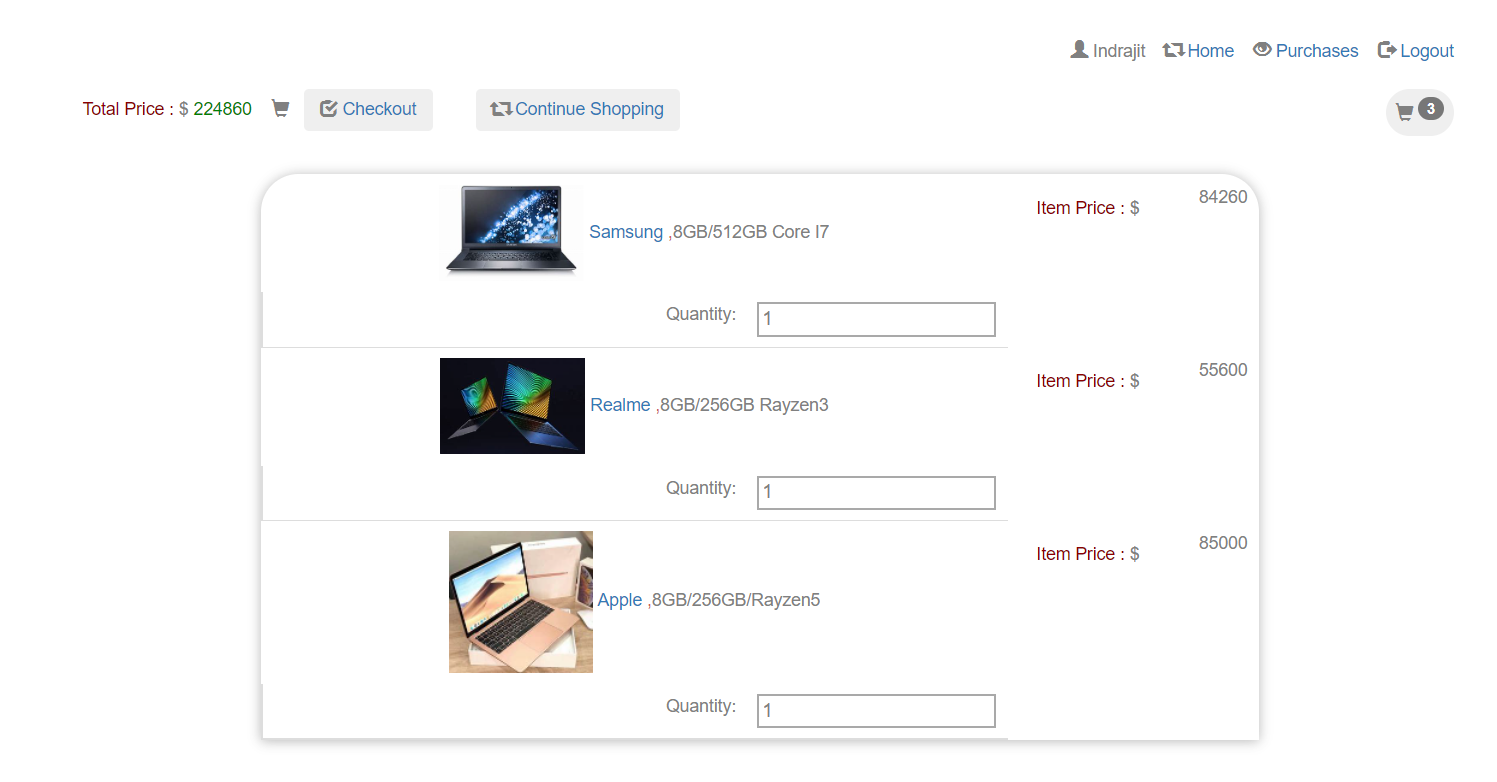 Indrajit Home Purchases Logout
Total Price : $ 224860 Checkout Continue Shopping 3
Samsung ,8GB/512GB Core I7 Item Price : $ 84260
Quantity: 1
Realme ,8GB/256GB Rayzen3 Item Price : $ 55600
Quantity: 1
Apple ,8GB/256GB/Rayzen5 Item Price : $ 85000
Quantity: 1